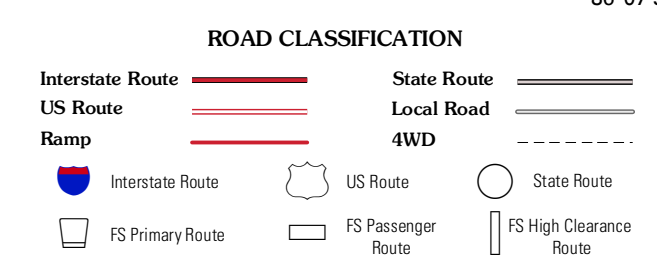 ROAD CLASSIFICATION
Interstate Route
State Route
US Route
Local Road
Ramp
4WD
Interstate Route
US Route
State Route
FS Primary Route
FS Passenger
Route
FS High Clearance
Route